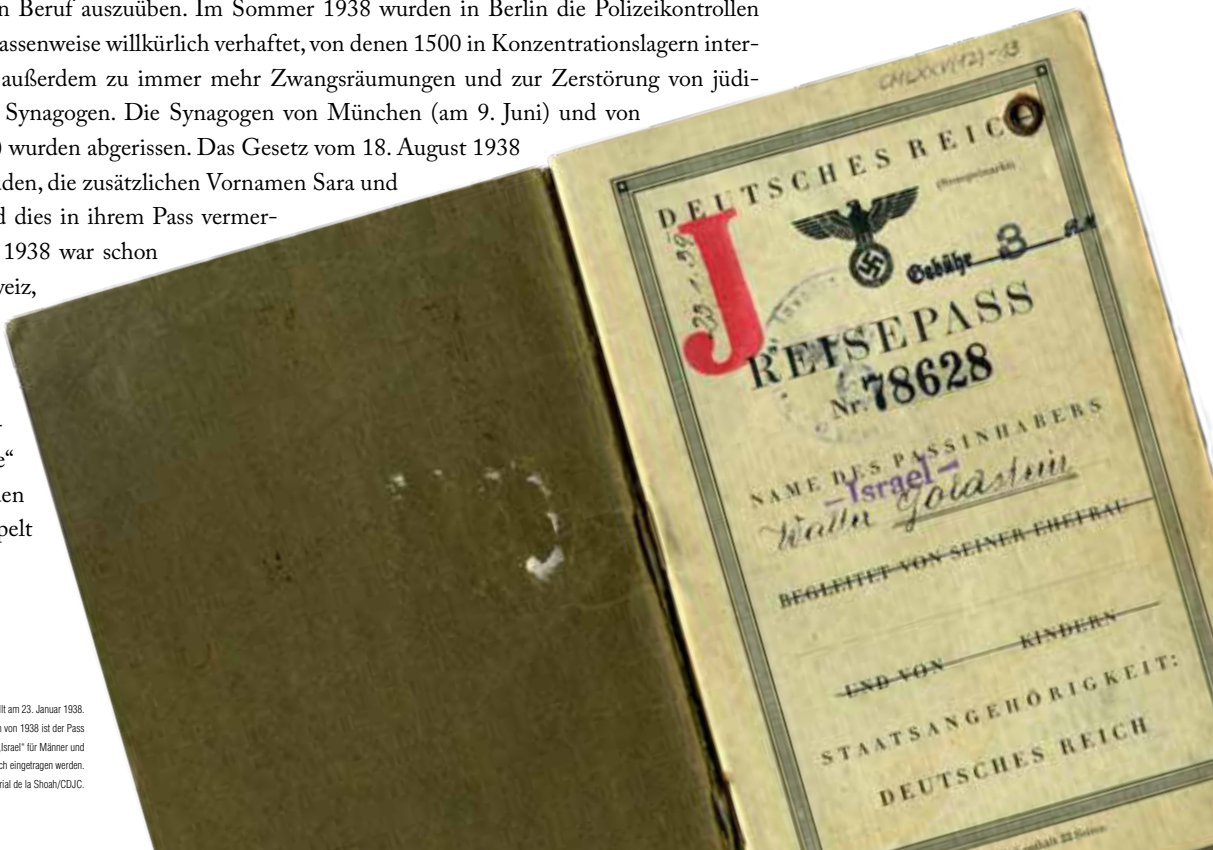 n Beruf auszuüben. Im Sommer 1938 wurden in Berlin die Polizeikontrollen
assenweise willkürlich verhaftet, von denen 1500 in Konzentrationslagern inter-
außerdem zu immer mehr Zwangsräumungen und zur Zerstörung von jüdi-
Synagogen. Die Synagogen von München (am 9. Juni) und von
) wurden abgerissen. Das Gesetz vom 18. August 1938
den, die zusätzlichen Vornamen Sara und
d dies in ihrem Pass vermer-
1938 war schon
eiz,
e“
en
pelt
llt am 23. Januar 1938.
n von 1938 ist der Pass
„Israel“ für Männer und
ch eingetragen werden.
rial de la Shoah/CDJC.
DEUTSCHES REICH
J
Gebühr 3 RM
REISEPASS
Nr. 78628
NAME DES PASSINHABERS
-Israel-
Walter Goldstein
BEGLEITET VON SEINER EHEFRAU
UND VON KINDERN
STAATSANGEHÖRIGKEIT:
DEUTSCHES REICH